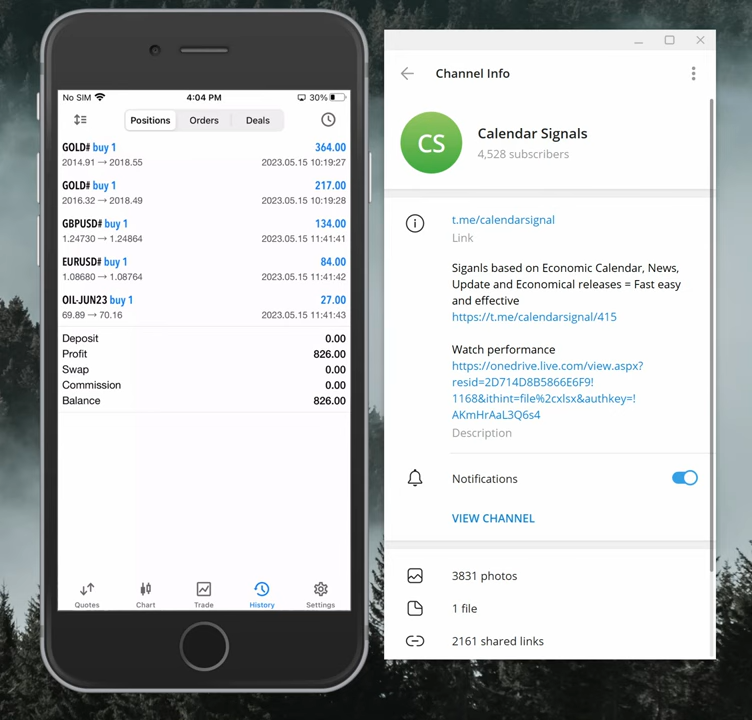 No SIM 4:04 PM 30%
Positions Orders Deals
GOLD# buy 1 364.00
2014.91 → 2018.55 2023.05.15 10:19:27
GOLD# buy 1 217.00
2016.32 → 2018.49 2023.05.15 10:19:28
GBPUSD# buy 1 134.00
1.24730 → 1.24864 2023.05.15 11:41:41
EURUSD# buy 1 84.00
1.08680 → 1.08764 2023.05.15 11:41:42
OIL-JUN23 buy 1 27.00
69.89 → 70.16 2023.05.15 11:41:43
Deposit 0.00
Profit 826.00
Swap 0.00
Commission 0.00
Balance 826.00
Quotes Chart Trade History Settings
Channel Info
CS
Calendar Signals
4,528 subscribers
t.me/calendarsignal
Link
Siganls based on Economic Calendar, News,
Update and Economical releases = Fast easy
and effective
https://t.me/calendarsignal/415
Watch performance
https://onedrive.live.com/view.aspx?
resid=2D714D8B5866E6F9!
1168&ithint=file%2cxlsx&authkey=!
AKmHrAaL3Q6s4
Description
Notifications
VIEW CHANNEL
3831 photos
1 file
2161 shared links